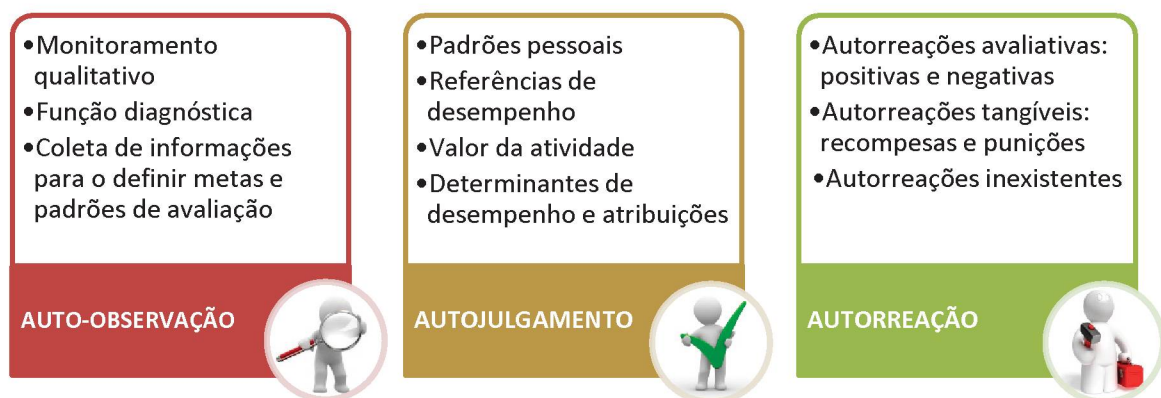 •Monitoramento
qualitativo
•Função diagnóstica
•Coleta de informações
para o definir metas e
padrões de avaliação
AUTO-OBSERVAÇÃO
•Padrões pessoais
•Referências de
desempenho
•Valor da atividade
•Determinantes de
desempenho e atribuições
AUTOJULGAMENTO
•Autorreações avaliativas:
positivas e negativas
•Autorreações tangíveis:
recompesas e punições
•Autorreações inexistentes
AUTORREAÇÃO